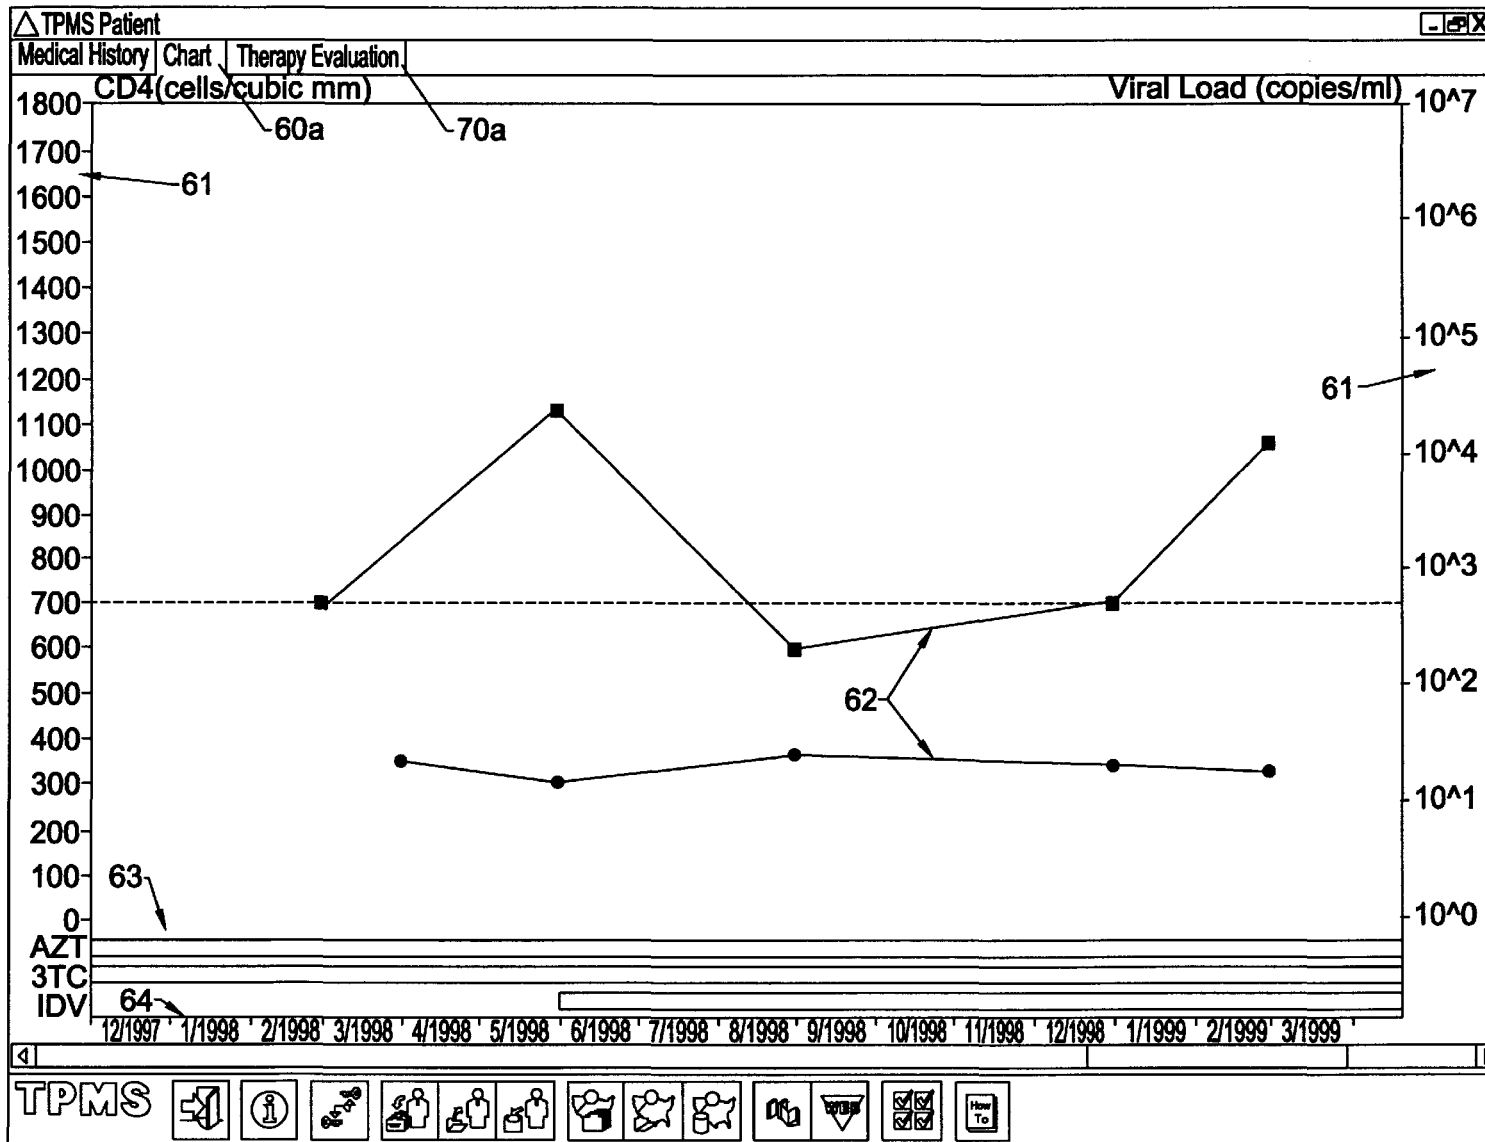 TPMS Patient
Medical History Chart Therapy Evaluation
CD4(cells/cubic mm) Viral Load (copies/ml)
1800 10^7
60a 70a
1700
61
1600 10^6
1500
1400
1300 10^5
1200
61
1100
1000 10^4
900
800 10^3
700
600
500 10^2
62
400
300 10^1
200
100
63
0 10^0
AZT
3TC
IDV
64
12/1997 1/1998 2/1998 3/1998 4/1998 5/1998 6/1998 7/1998 8/1998 9/1998 10/1998 11/1998 12/1998 1/1999 2/1999 3/1999
TPMS
i
WEB
How
To